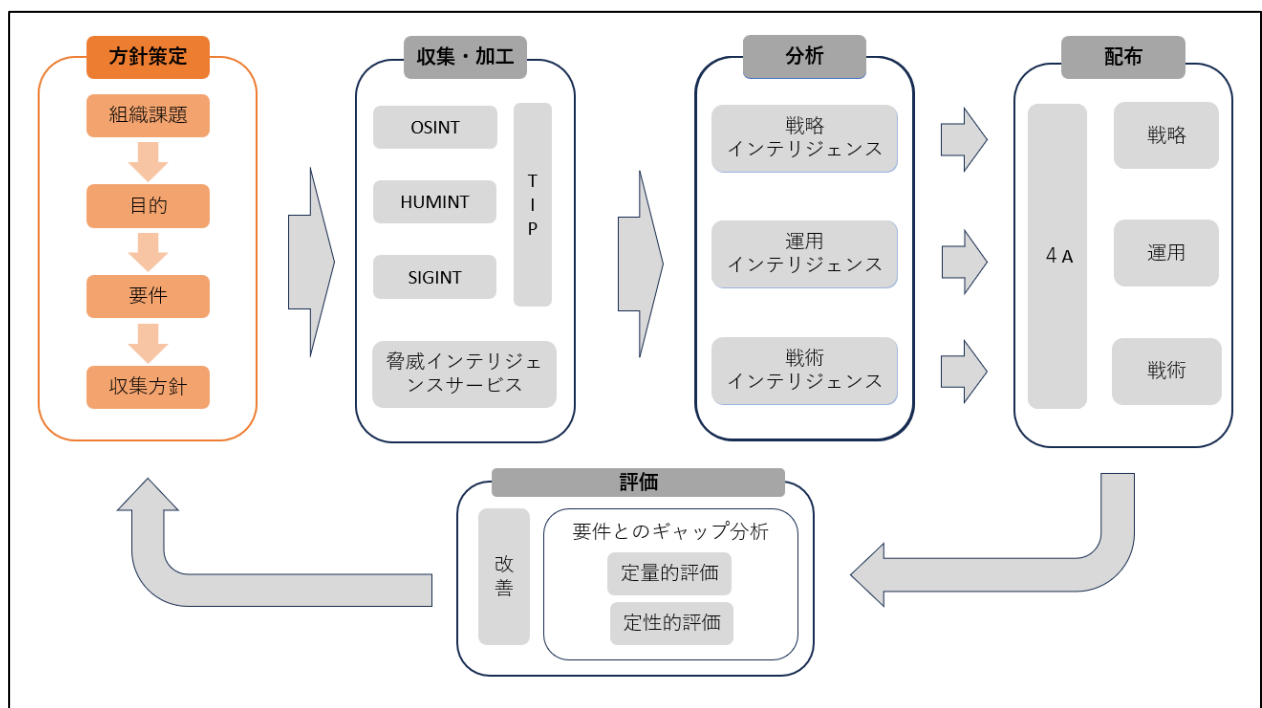 方針策定
組織課題
目的
要件
収集方針
収集・加工
OSINT
HUMINT
SIGINT
TIP
脅威インテリジェ
ンスサービス
分析
戦略
インテリジェンス
運用
インテリジェンス
戦術
インテリジェンス
配布
4 A
戦略
運用
戦術
評価
改善
要件とのギャップ分析
定量的評価
定性的評価